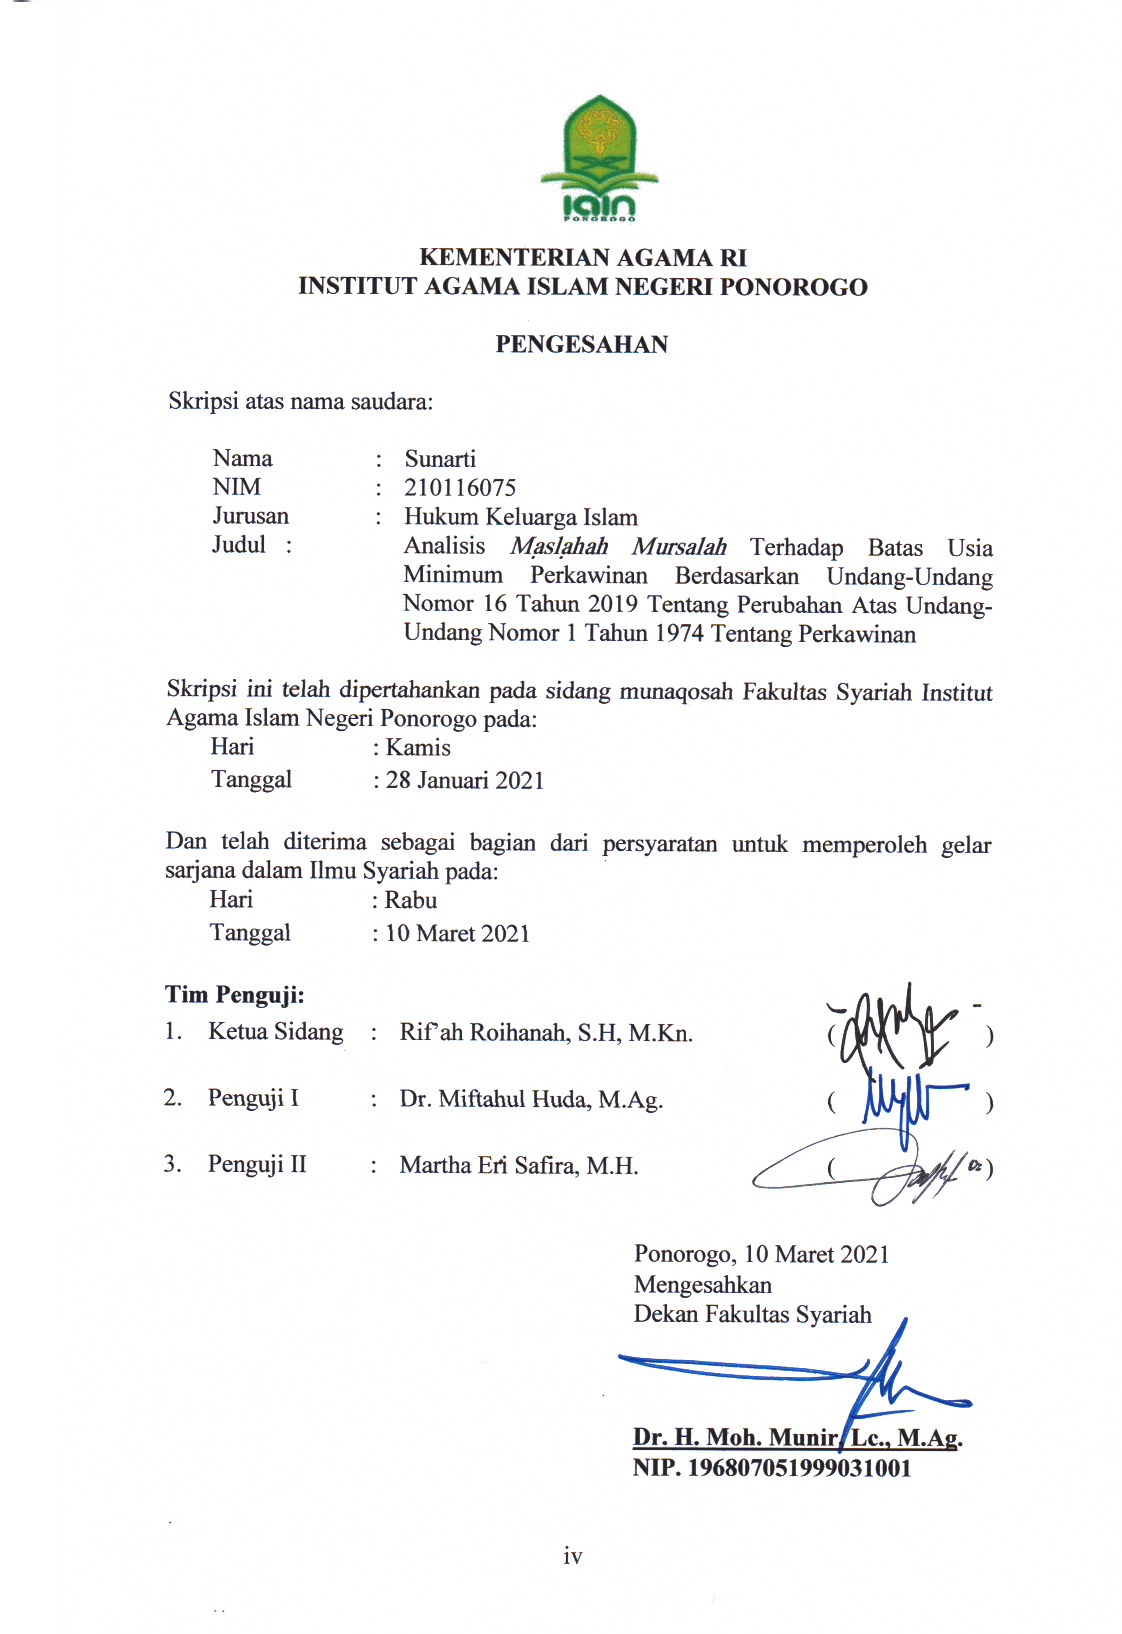 iain
PONOROGO
KEMENTERIAN AGAMA RI
INSTITUT AGAMA ISLAM NEGERI PONOROGO
PENGESAHAN
Skripsi atas nama saudara:
Nama : Sunarti
NIM : 210116075
Jurusan : Hukum Keluarga Islam
Judul : Analisis Maṣlaḥah Mursalah Terhadap Batas Usia
Minimum Perkawinan Berdasarkan Undang-Undang
Nomor 16 Tahun 2019 Tentang Perubahan Atas Undang-
Undang Nomor 1 Tahun 1974 Tentang Perkawinan
Skripsi ini telah dipertahankan pada sidang munaqosah Fakultas Syariah Institut
Agama Islam Negeri Ponorogo pada:
Hari : Kamis
Tanggal : 28 Januari 2021
Dan telah diterima sebagai bagian dari persyaratan untuk memperoleh gelar
sarjana dalam Ilmu Syariah pada:
Hari : Rabu
Tanggal : 10 Maret 2021
Tim Penguji:
1. Ketua Sidang : Rif'ah Roihanah, S.H, M.Kn. ( )
2. Penguji I : Dr. Miftahul Huda, M.Ag. ( )
3. Penguji II : Martha Eri Safira, M.H. ( )
Ponorogo, 10 Maret 2021
Mengesahkan
Dekan Fakultas Syariah
Dr. H. Moh. Munir, Lc., M.Ag.
NIP. 196807051999031001
iv